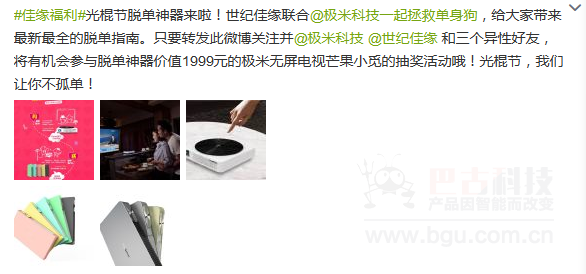 #佳缘福利#光棍节脱单神器来啦！世纪佳缘联合@极米科技一起拯救单身狗，给大家带来
最新最全的脱单指南。只要转发此微博关注并@极米科技 @世纪佳缘 和三个异性好友，
将有机会参与脱单神器价值1999元的极米无屏电视芒果小觅的抽奖活动哦！光棍节，我们
让你不孤单！
巴古科技
产品因智能而改变
www.bgu.com.cn